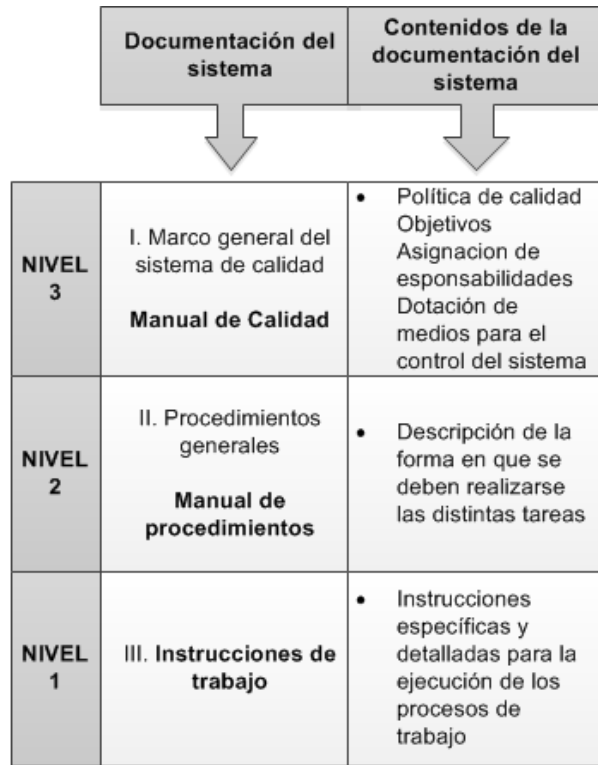 Documentación del
sistema
Contenidos de la
documentación del
sistema
NIVEL
3
I. Marco general del
sistema de calidad
Manual de Calidad
• Política de calidad
Objetivos
Asignacion de
esponsabilidades
Dotación de
medios para el
control del sistema
NIVEL
2
II. Procedimientos
generales
Manual de
procedimientos
• Descripción de la
forma en que se
deben realizarse
las distintas tareas
NIVEL
1
III. Instrucciones de
trabajo
• Instrucciones
específicas y
detalladas para la
ejecución de los
procesos de
trabajo